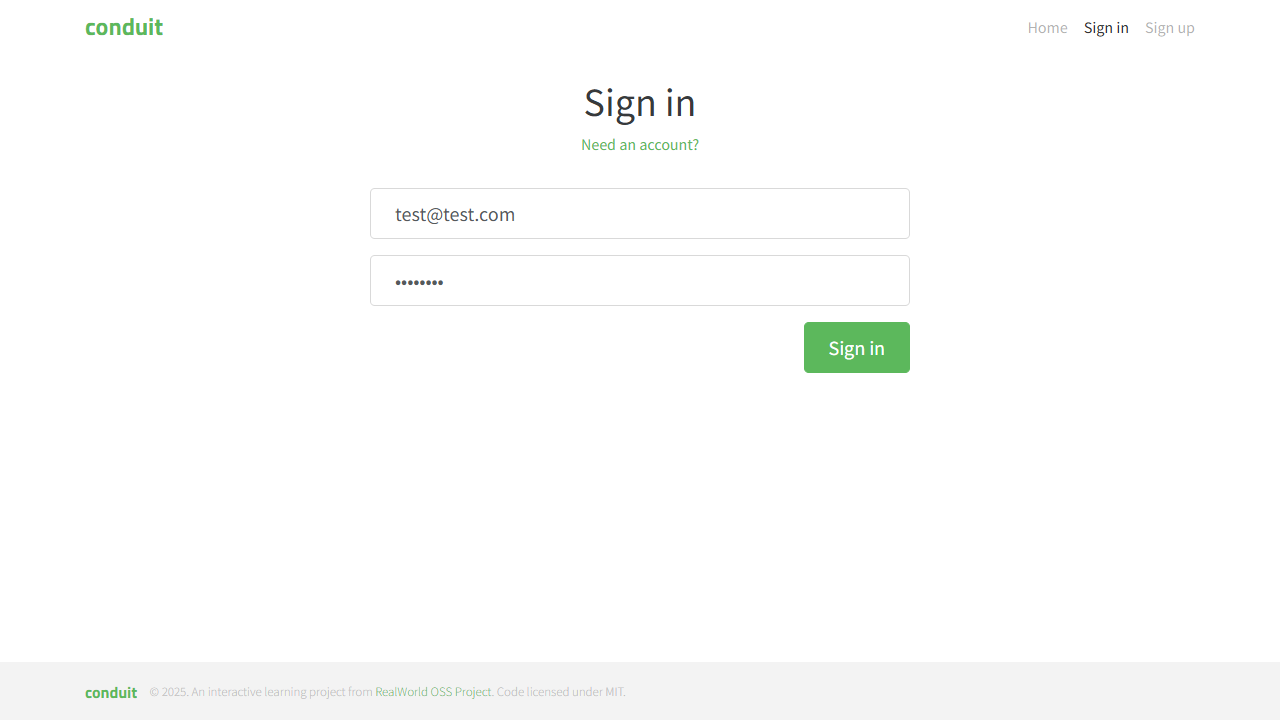 conduit
Home Sign in Sign up
Sign in
Need an account?
test@test.com
••••••••
Sign in
conduit © 2025. An interactive learning project from RealWorld OSS Project. Code licensed under MIT.